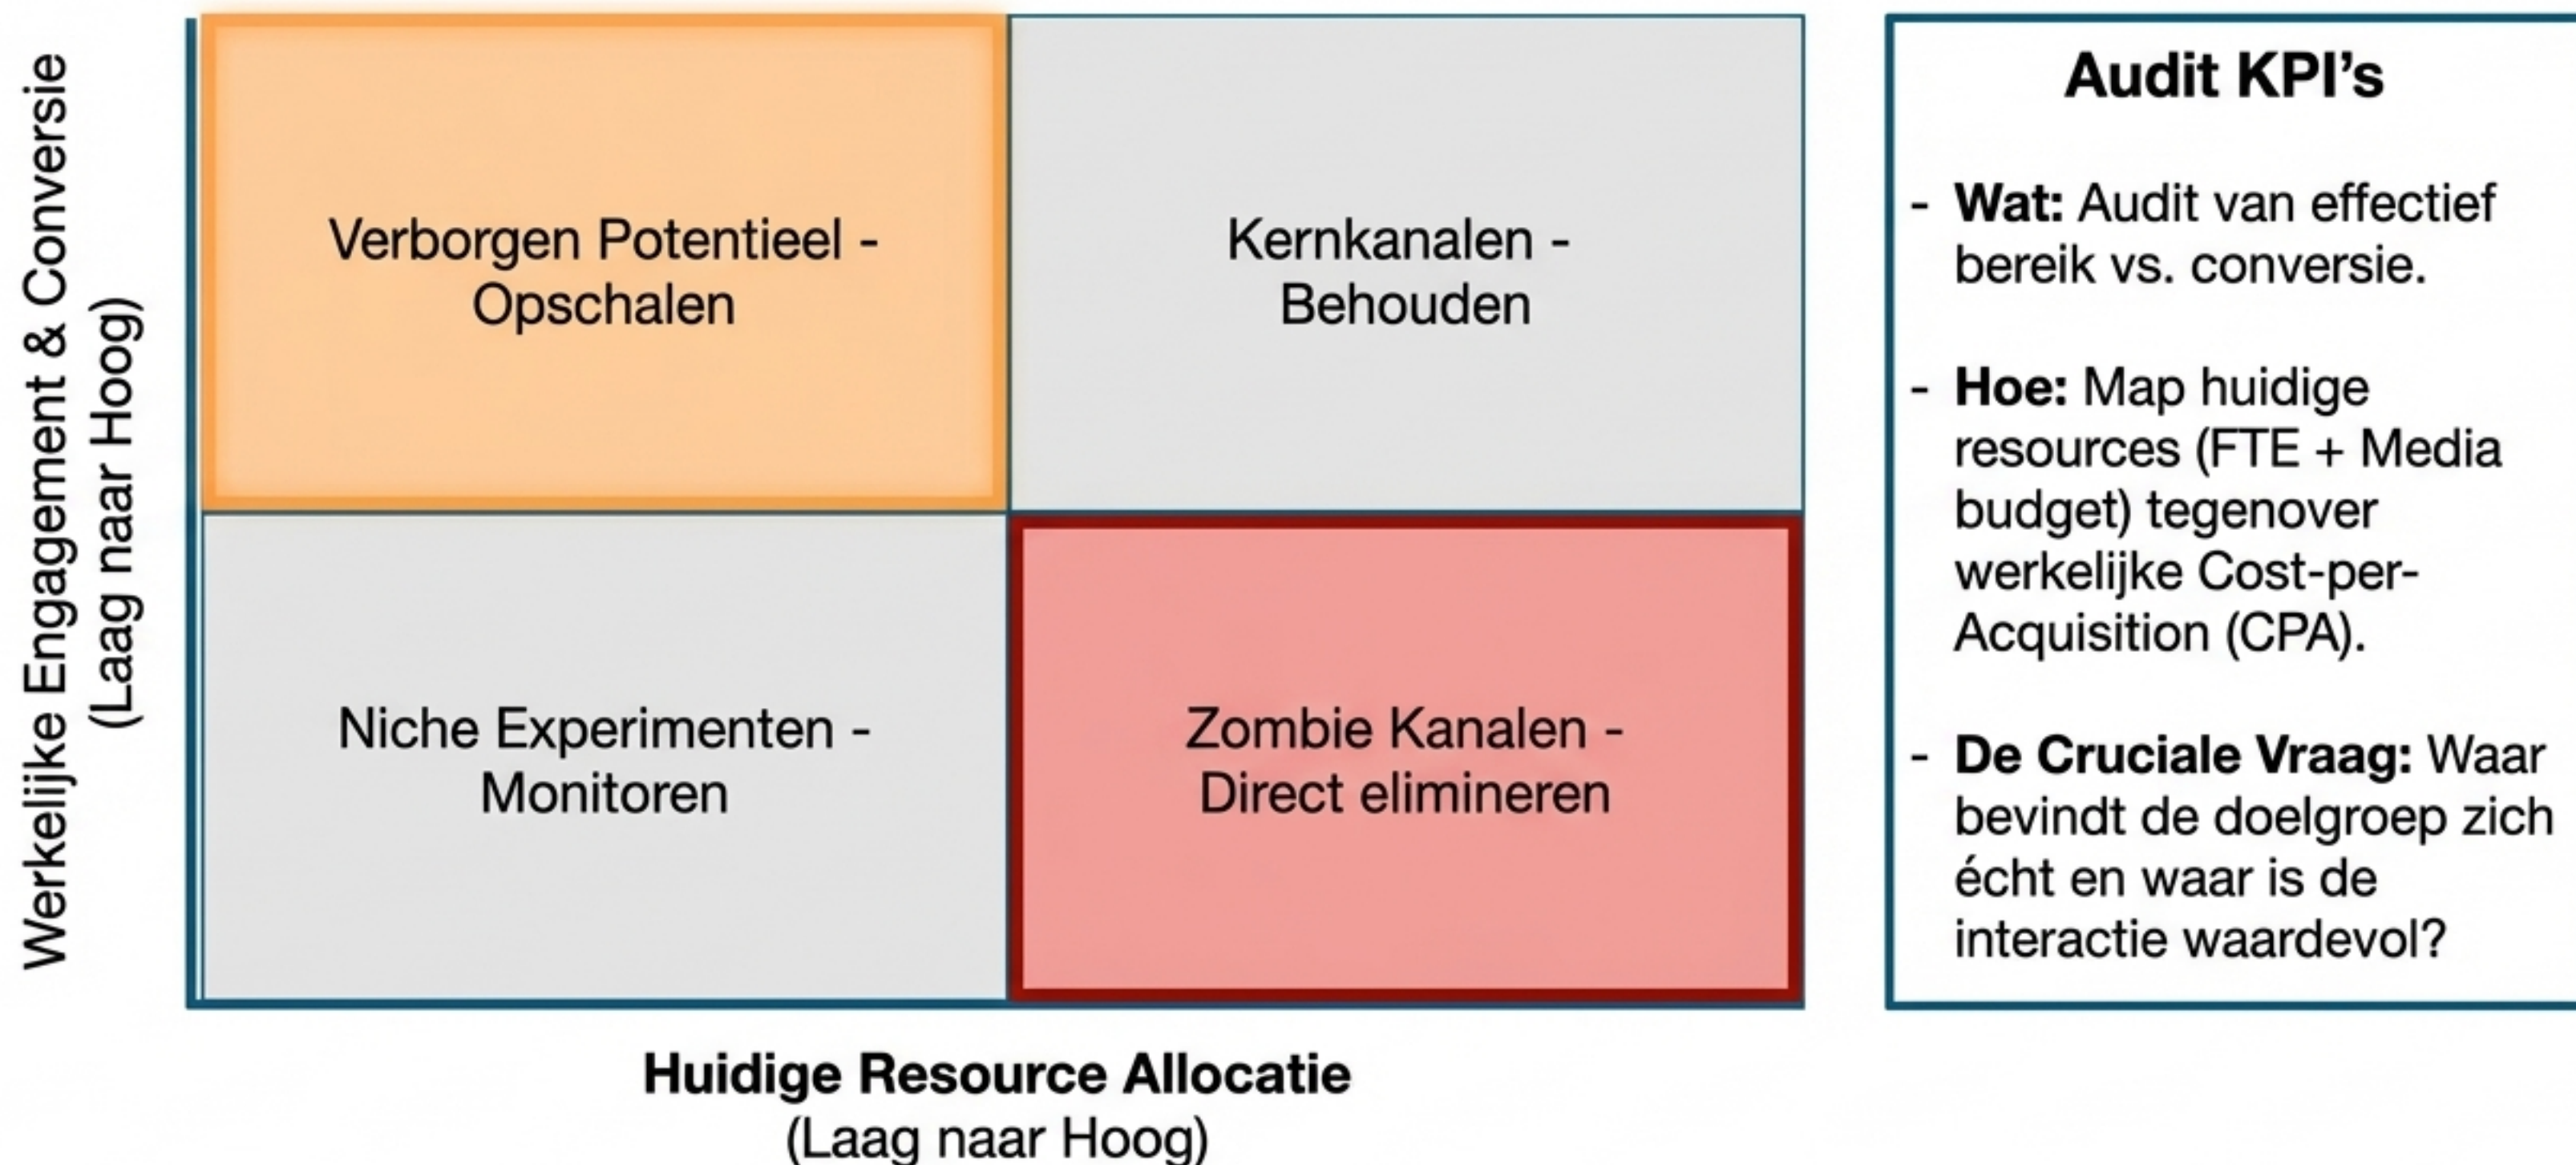 Werkelijke Engagement & Conversie
(Laag naar Hoog)
Verborgen Potentieel -
Opschalen
Kernkanalen -
Behouden
Niche Experimenten -
Monitoren
Zombie Kanalen -
Direct elimineren
Huidige Resource Allocatie
(Laag naar Hoog)
Audit KPI’s
- Wat: Audit van effectief
bereik vs. conversie.
- Hoe: Map huidige
resources (FTE + Media
budget) tegenover
werkelijke Cost-per-
Acquisition (CPA).
- De Cruciale Vraag: Waar
bevindt de doelgroep zich
écht en waar is de
interactie waardevol?